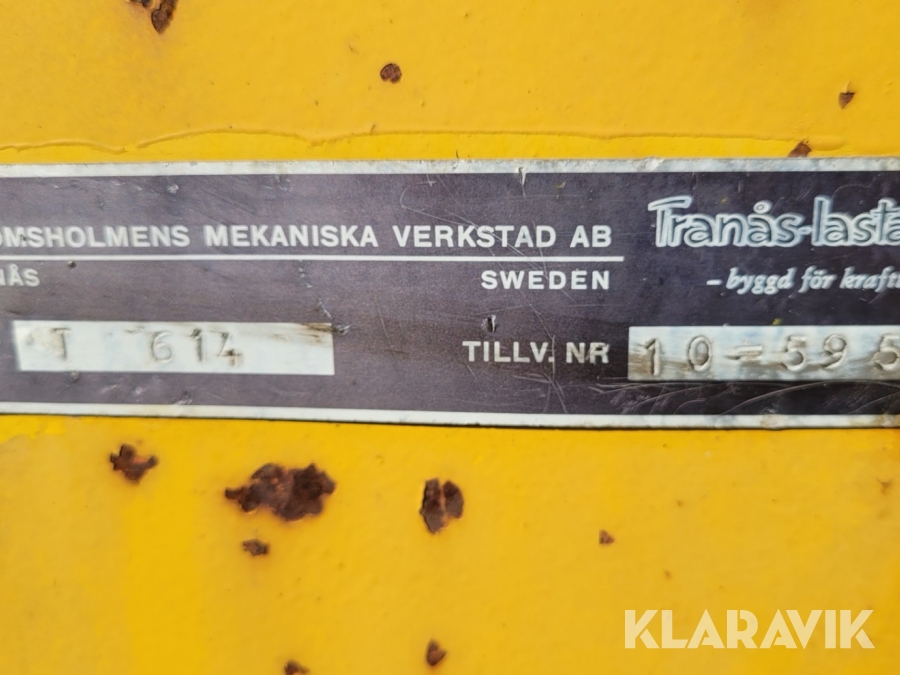 OMSHOLMENS MEKANISKA VERKSTAD AB
NÅS SWEDEN
Tranås-lasta
- byggd för kraft
T 614
TILLV. NR 10-595
KLARAVIK